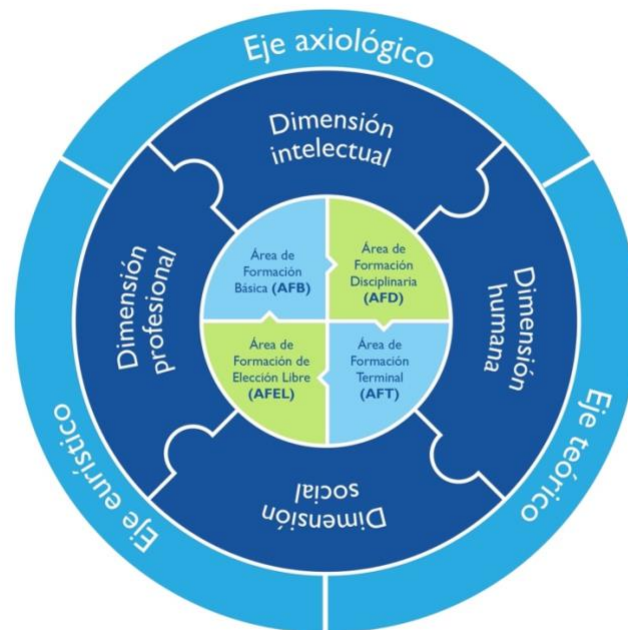 Eje axiológico
Dimensión
intelectual
Dimensión
profesional
Área de
Formación
Básica (AFB)
Área de
Formación
Disciplinaria
(AFD)
Dimensión
humana
Área de
Formación de
Elección Libre
(AFEL)
Área de
Formación
Terminal
(AFT)
Dimensión
social
Eje eurístico
Eje teórico